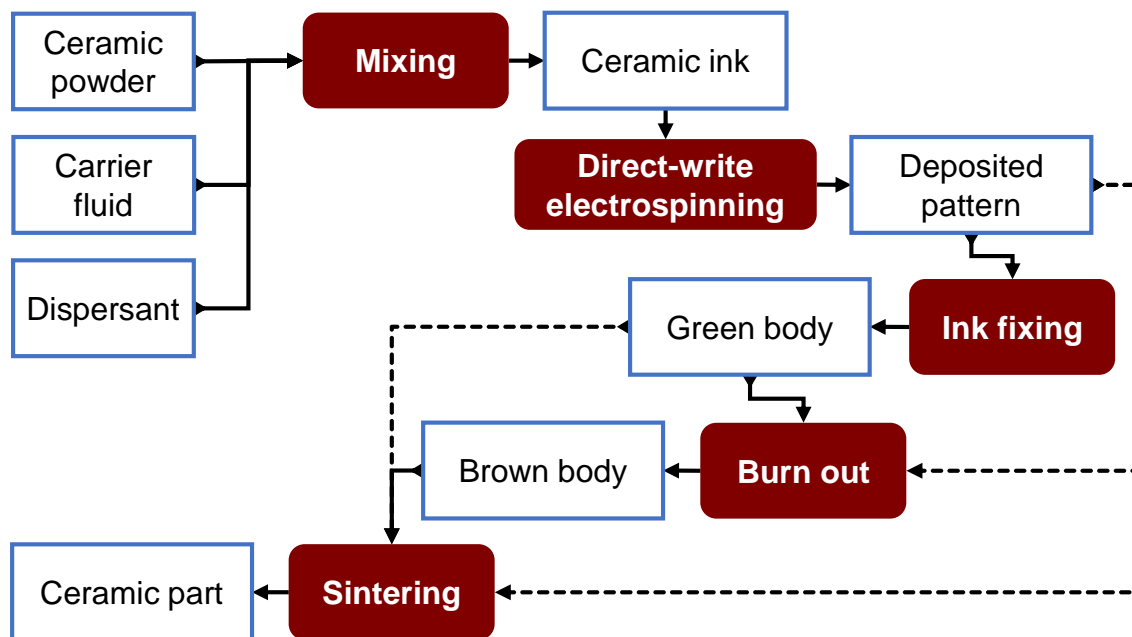 Ceramic
powder
Mixing
Ceramic ink
Carrier
fluid
Direct-write
electrospinning
Deposited
pattern
Dispersant
Green body
Ink fixing
Brown body
Burn out
Ceramic part
Sintering